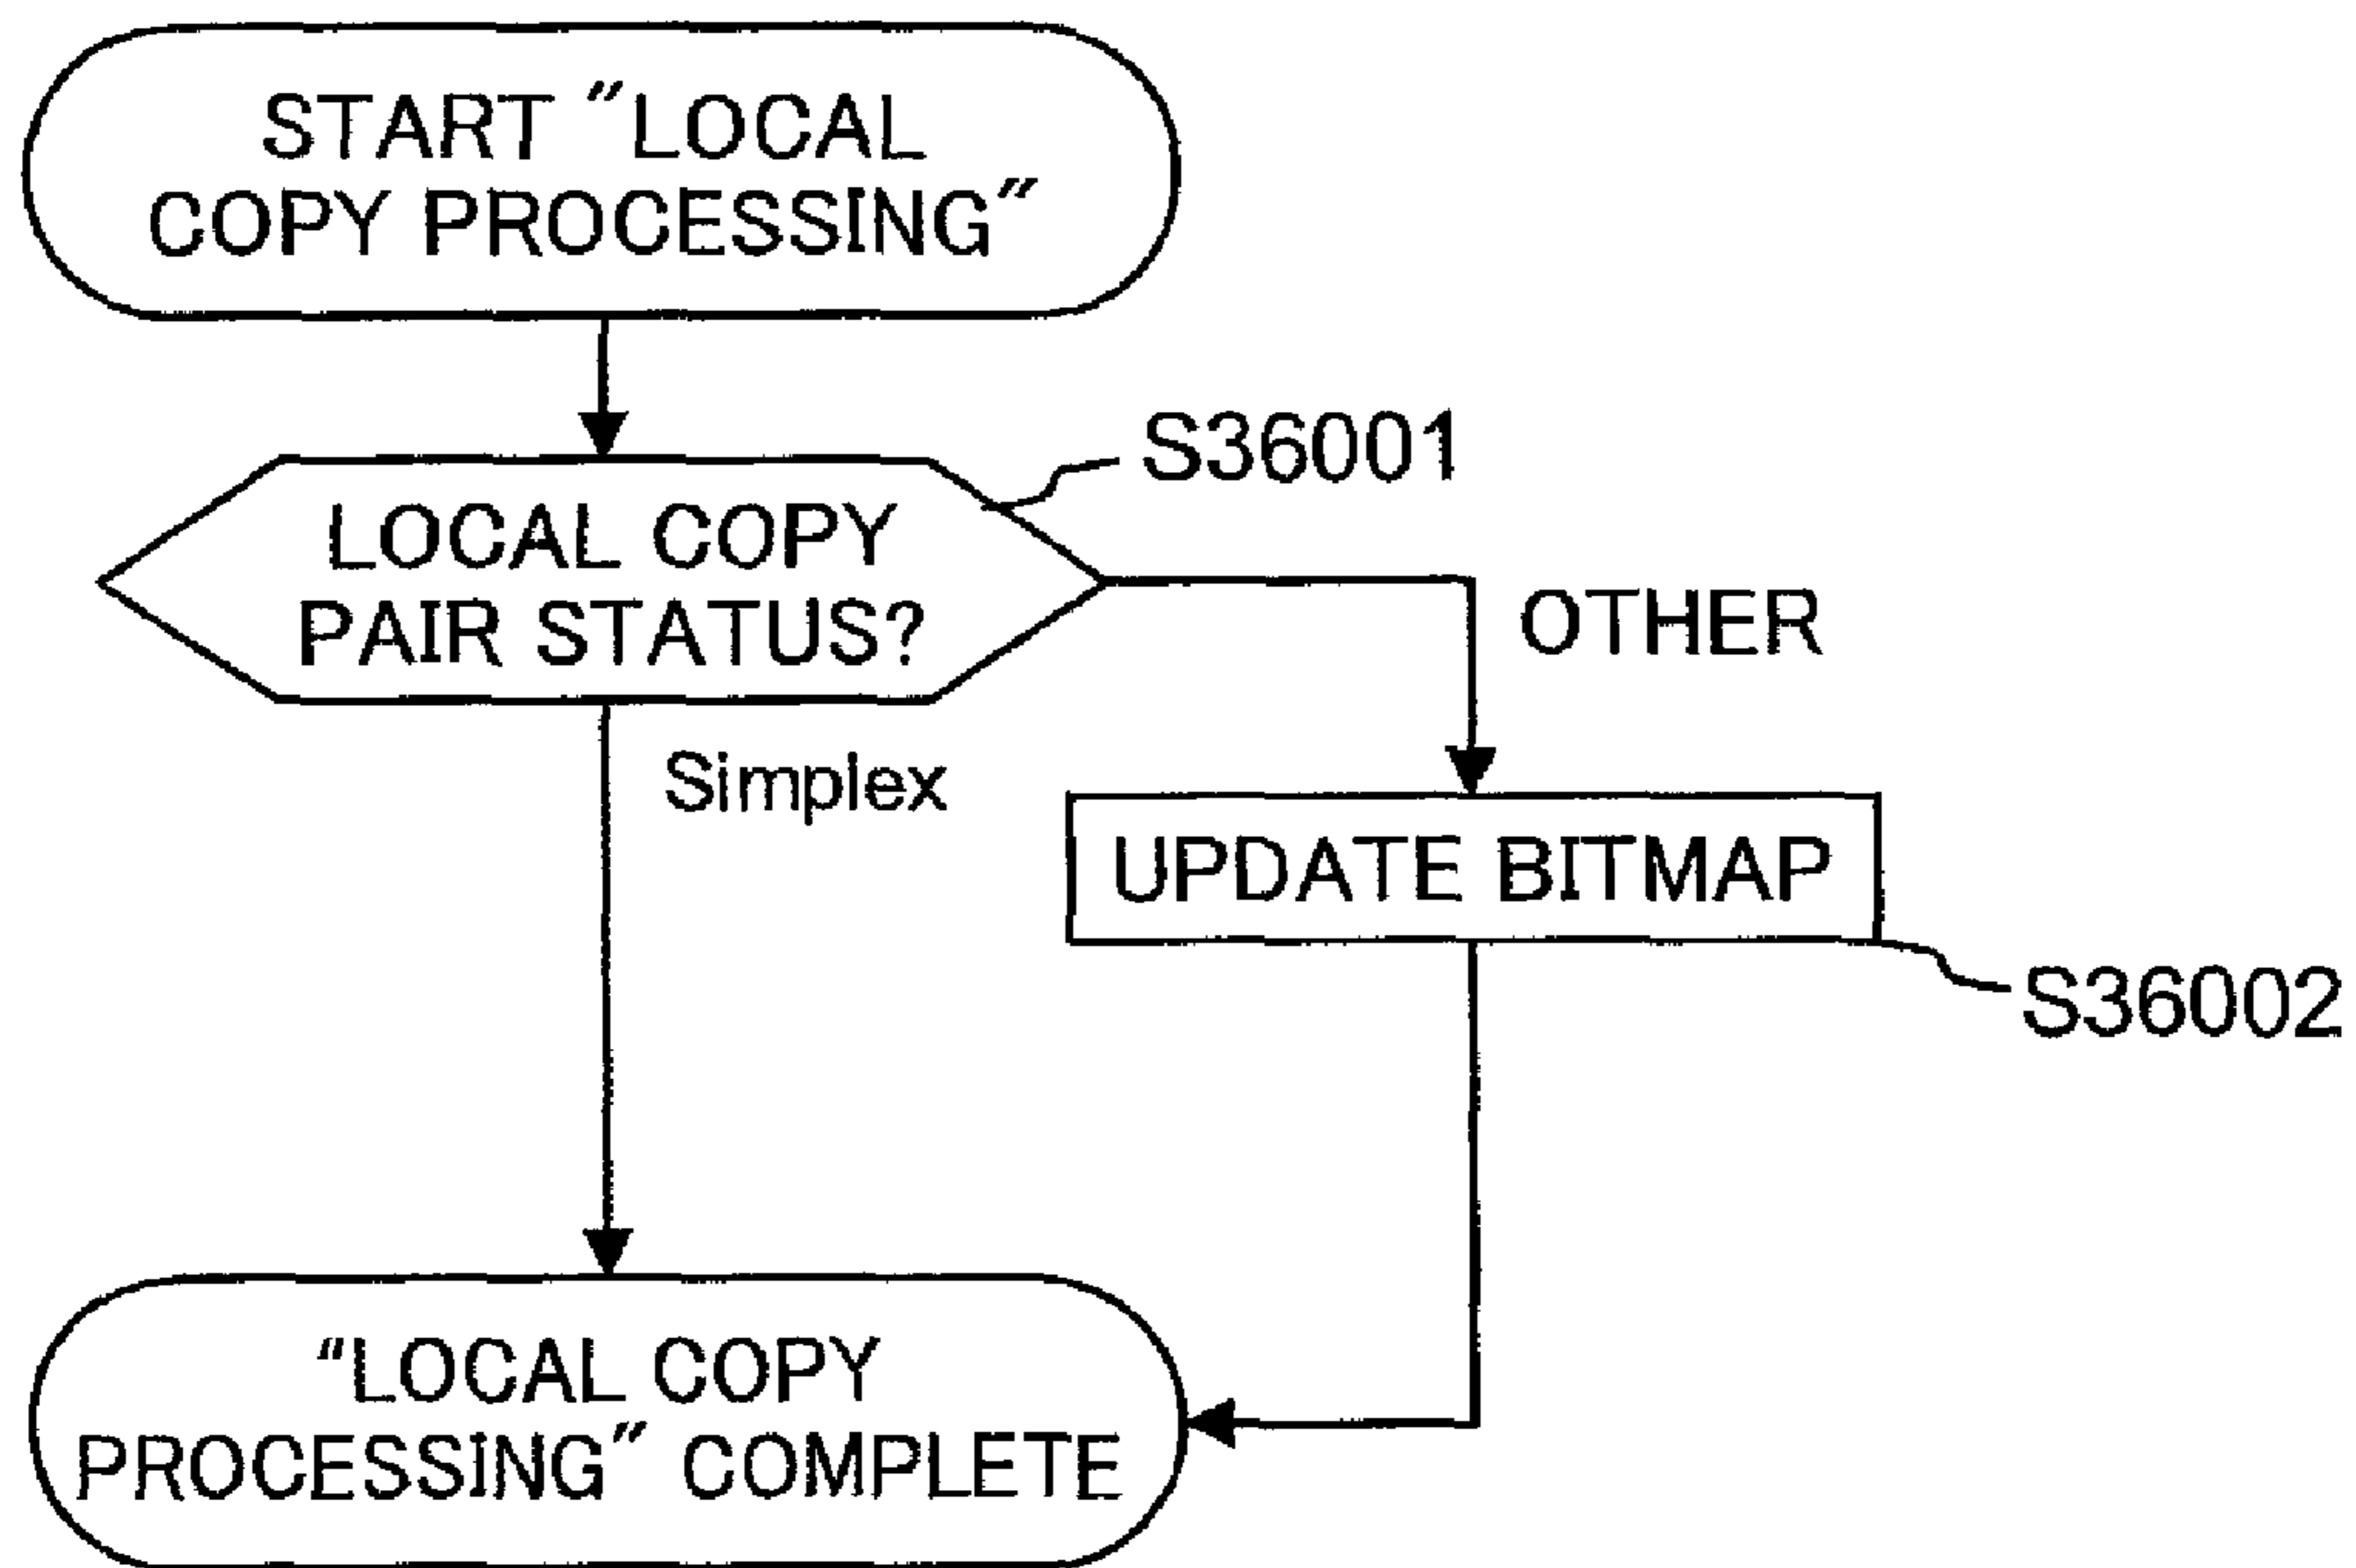 START "LOCAL
COPY PROCESSING"
S36001
LOCAL COPY
PAIR STATUS?
OTHER
Simplex
UPDATE BITMAP
S36002
"LOCAL COPY
PROCESSING" COMPLETE